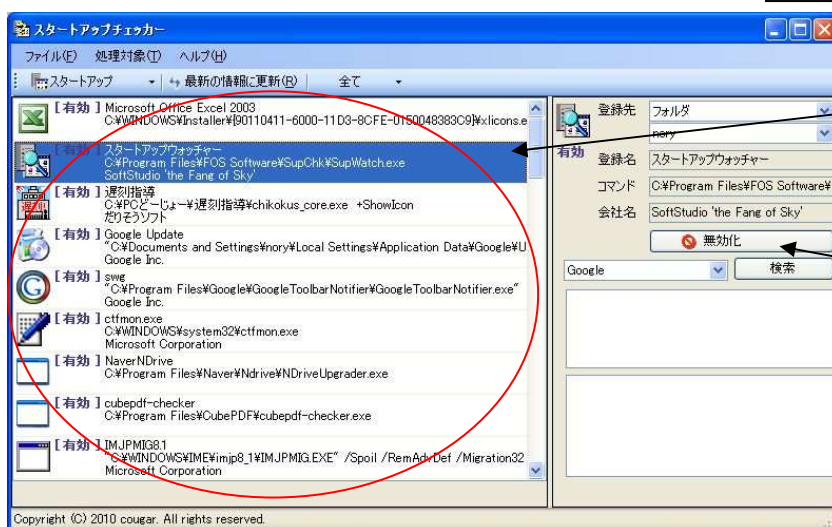 スタートアップチェッカー
ファイル(F) 処理対象(T) ヘルプ(H)
スタートアップ 最新の情報に更新(R) 全て
[有効] Microsoft Office Excel 2003
C:¥WINDOWS¥Installer¥{90110411-6000-11D3-8CFE-0150048383C9}¥xlicons.e
[有効] スタートアップウォッチャー
C:¥Program Files¥FOS Software¥SupChk¥SupWatch.exe
SoftStudio 'the Fang of Sky'
[有効] 遅刻指導
C:¥PCどーじょー¥遅刻指導¥chikokus_core.exe +ShowIcon
だりぞうソフト
[有効] Google Update
"C:¥Documents and Settings¥nory¥Local Settings¥Application Data¥Google¥U
Google Inc.
[有効] swg
"C:¥Program Files¥Google¥GoogleToolbarNotifier¥GoogleToolbarNotifier.exe"
Google Inc.
[有効] ctfmon.exe
C:¥WINDOWS¥system32¥ctfmon.exe
Microsoft Corporation
[有効] NaverNDrive
C:¥Program Files¥Naver¥Ndrive¥NDriveUpgrader.exe
[有効] cubepdf-checker
C:¥Program Files¥CubePDF¥cubepdf-checker.exe
[有効] IMJPMIG8.1
"C:¥WINDOWS¥IME¥imjp8_1¥IMJPMIG.EXE" /Spoil /RemAdvDef /Migration32
Microsoft Corporation
登録先 フォルダ
nory
有効
登録名 スタートアップウォッチャー
コマンド C:¥Program Files¥FOS Software¥
会社名 SoftStudio 'the Fang of Sky'
無効化
Google 検索
Copyright (C) 2010 cougar. All rights reserved.